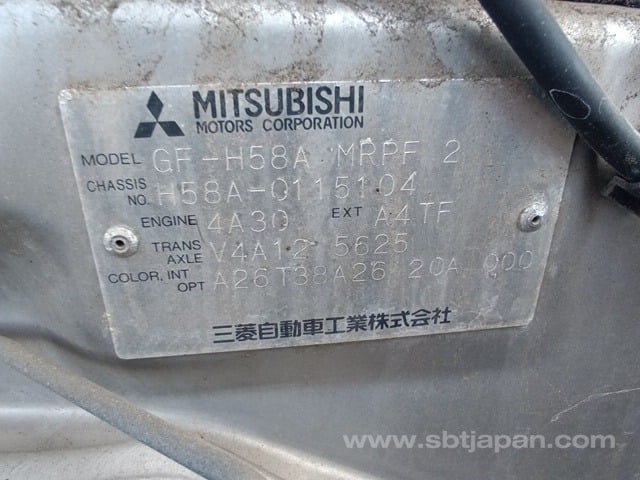 MITSUBISHI
MOTORS CORPORATION
MODEL GF-H58A MRPF 2
CHASSIS NO. H58A-0115104
ENGINE 4A30 EXT A4TF
TRANS AXLE V4A12 5625
COLOR, INT OPT A26T38A26 20A 000
三菱自動車工業株式会社
www.sbtjapan.com